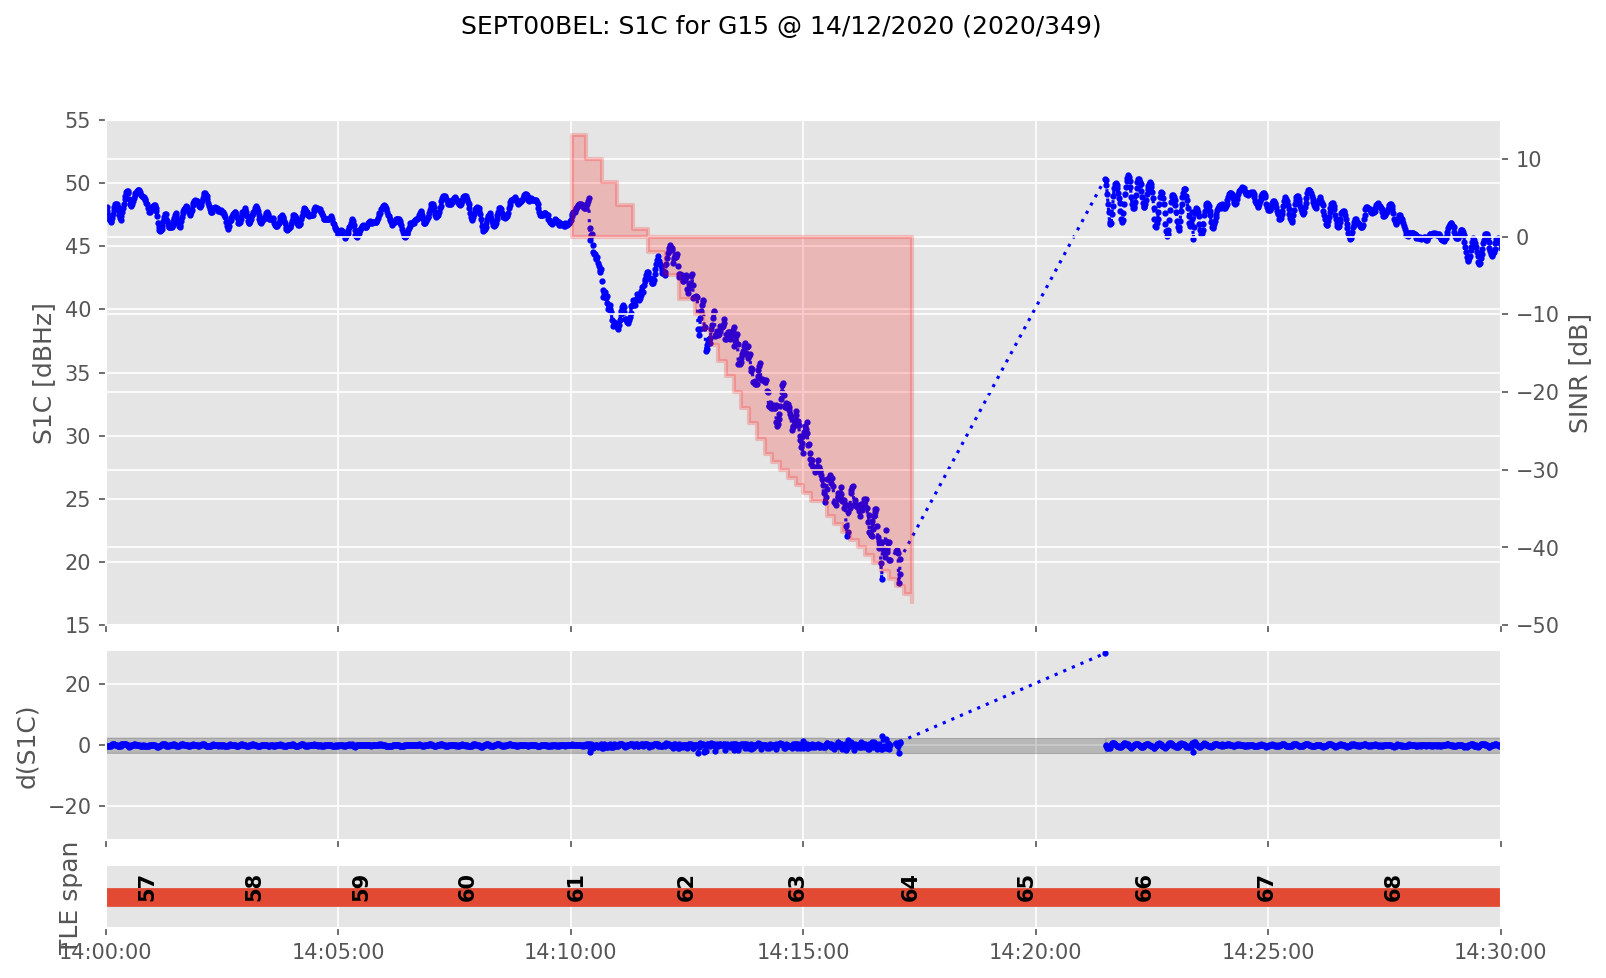 SEPT00BEL: S1C for G15 @ 14/12/2020 (2020/349)
55
50
45
40
35
30
25
20
15
S1C [dBHz]
10
0
−10
−20
−30
−40
−50
SINR [dB]
20
0
−20
d(S1C)
TLE span
57 58 59 60 61 62 63 64 65 66 67 68
14:00:00 14:05:00 14:10:00 14:15:00 14:20:00 14:25:00 14:30:00